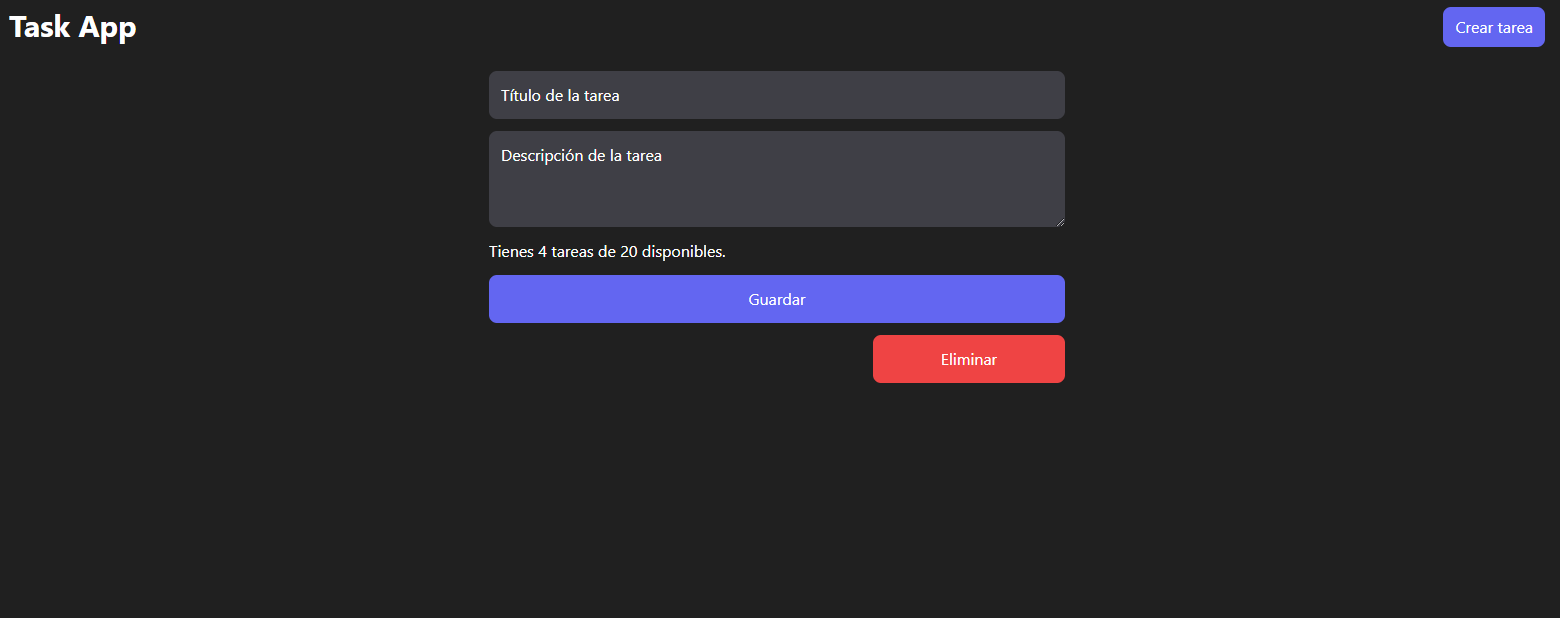 Task App
Crear tarea
Título de la tarea
Descripción de la tarea
Tienes 4 tareas de 20 disponibles.
Guardar
Eliminar